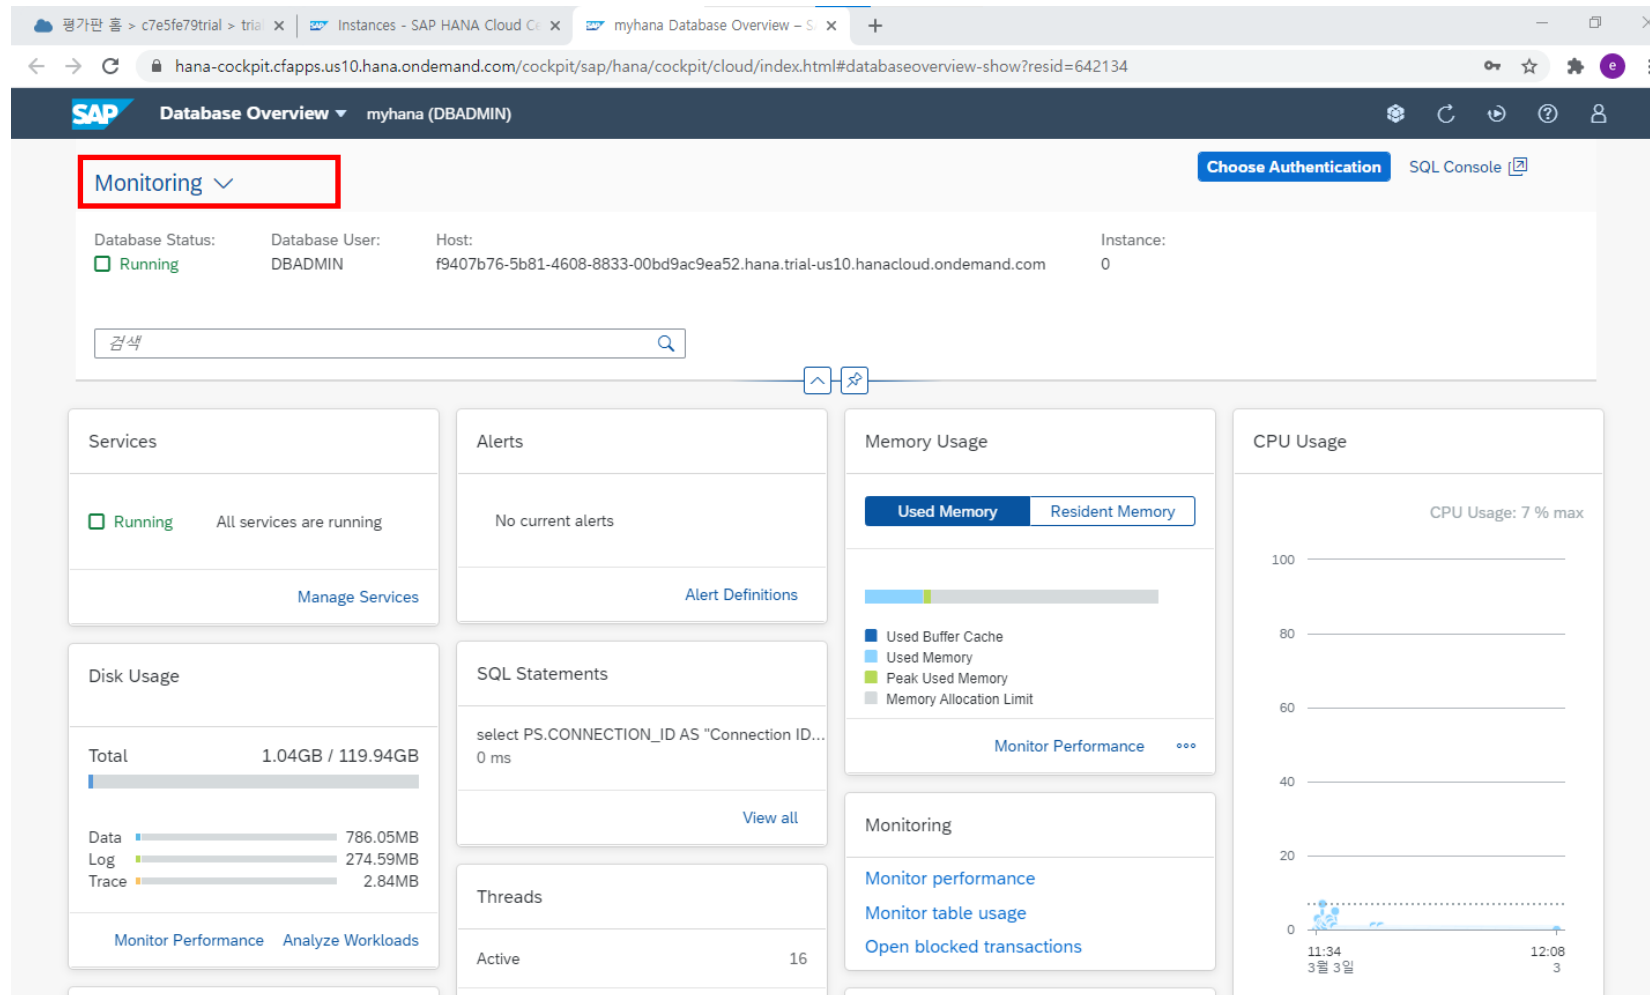 평가판 홈 > c7e5fe79trial > tria
Instances - SAP HANA Cloud Ce
myhana Database Overview – S
hana-cockpit.cfapps.us10.hana.ondemand.com/cockpit/sap/hana/cockpit/cloud/index.html#databaseoverview-show?resid=642134
e
SAP
Database Overview
myhana (DBADMIN)
Monitoring
Choose Authentication
SQL Console
Database Status:
Database User:
Host:
Instance:
Running
DBADMIN
f9407b76-5b81-4608-8833-00bd9ac9ea52.hana.trial-us10.hanacloud.ondemand.com
0
검색
Services
Running
All services are running
Manage Services
Disk Usage
Total 1.04GB / 119.94GB
Data 786.05MB
Log 274.59MB
Trace 2.84MB
Monitor Performance Analyze Workloads
Alerts
No current alerts
Alert Definitions
SQL Statements
select PS.CONNECTION_ID AS "Connection ID...
0 ms
View all
Threads
Active 16
Memory Usage
Used Memory Resident Memory
Used Buffer Cache
Used Memory
Peak Used Memory
Memory Allocation Limit
Monitor Performance
Monitoring
Monitor performance
Monitor table usage
Open blocked transactions
CPU Usage
CPU Usage: 7 % max
100
80
60
40
20
0
11:34 12:08
3월 3일 3